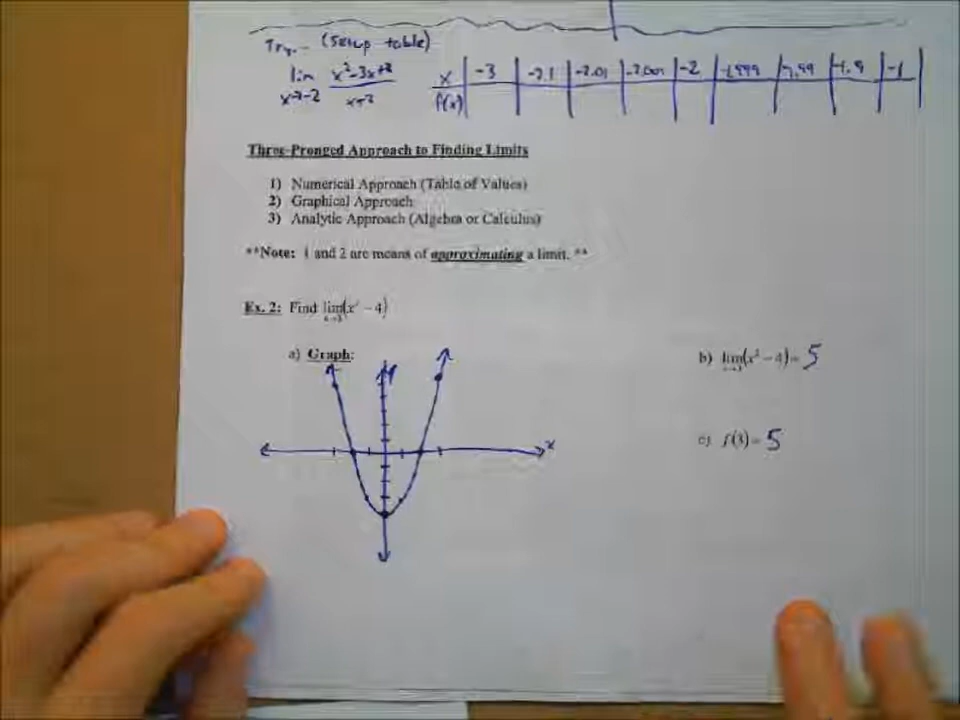 Try... (Setup table)
lim x→-2 x²-3x+2 / x+2
x -3 -2.1 -2.01 -2.001 -2 -1.999 -1.99 -1.9 -1
f(x)
Three-Pronged Approach to Finding Limits
1) Numerical Approach (Table of Values)
2) Graphical Approach
3) Analytic Approach (Algebra or Calculus)
**Note: 1 and 2 are means of approximating a limit. **
Ex. 2: Find lim x→3 (x² - 4)
a) Graph:
b) lim x→3 (x² - 4) = 5
y
x
c) f(3) = 5